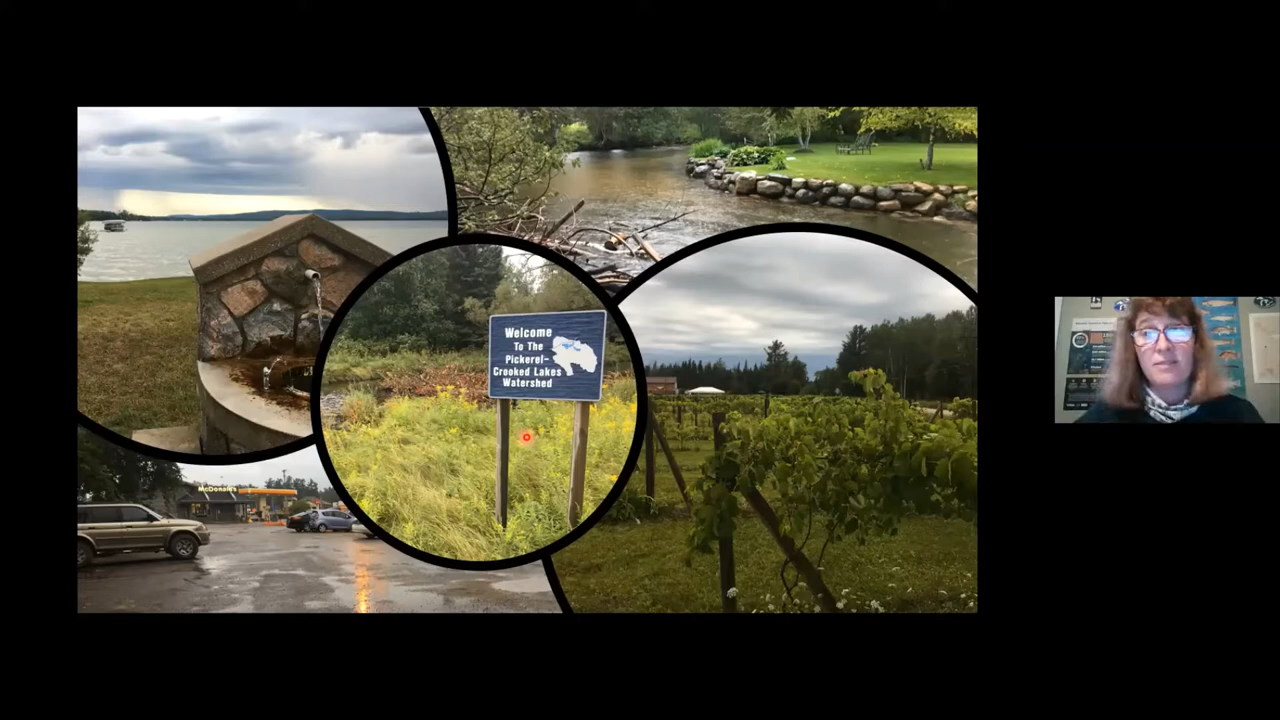 Welcome
To The
Pickerel-
Crooked Lakes
Watershed
McDonald's